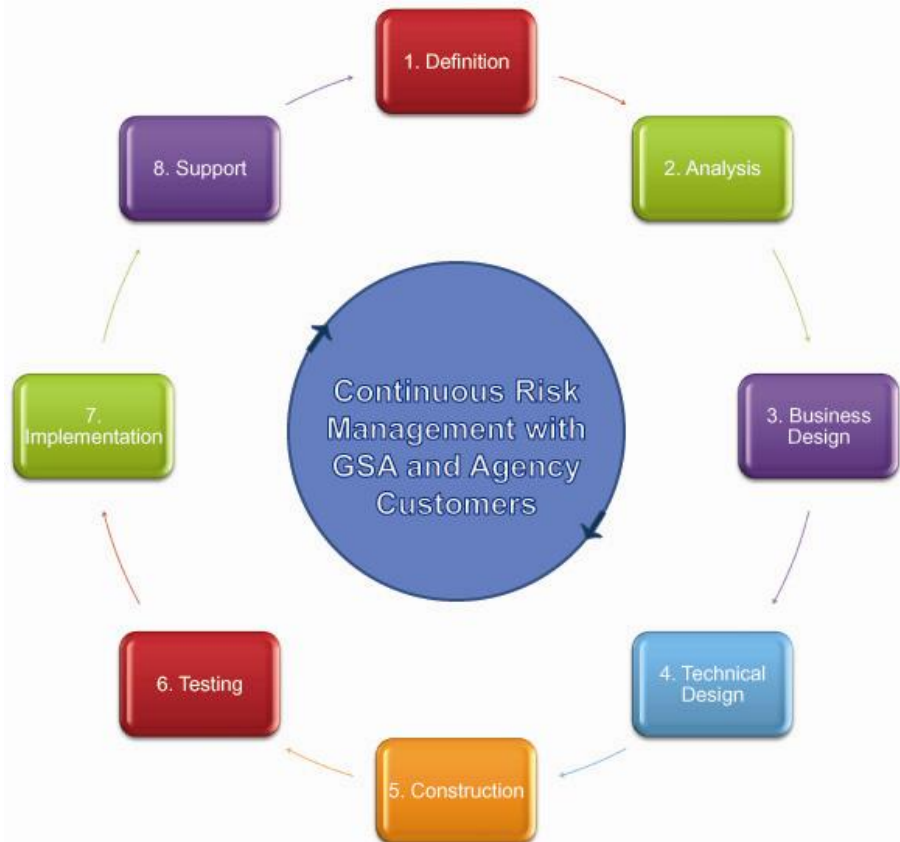 1. Definition
2. Analysis
3. Business
Design
4. Technical
Design
5. Construction
6. Testing
7.
Implementation
8. Support
Continuous Risk
Management with
GSA and Agency
Customers